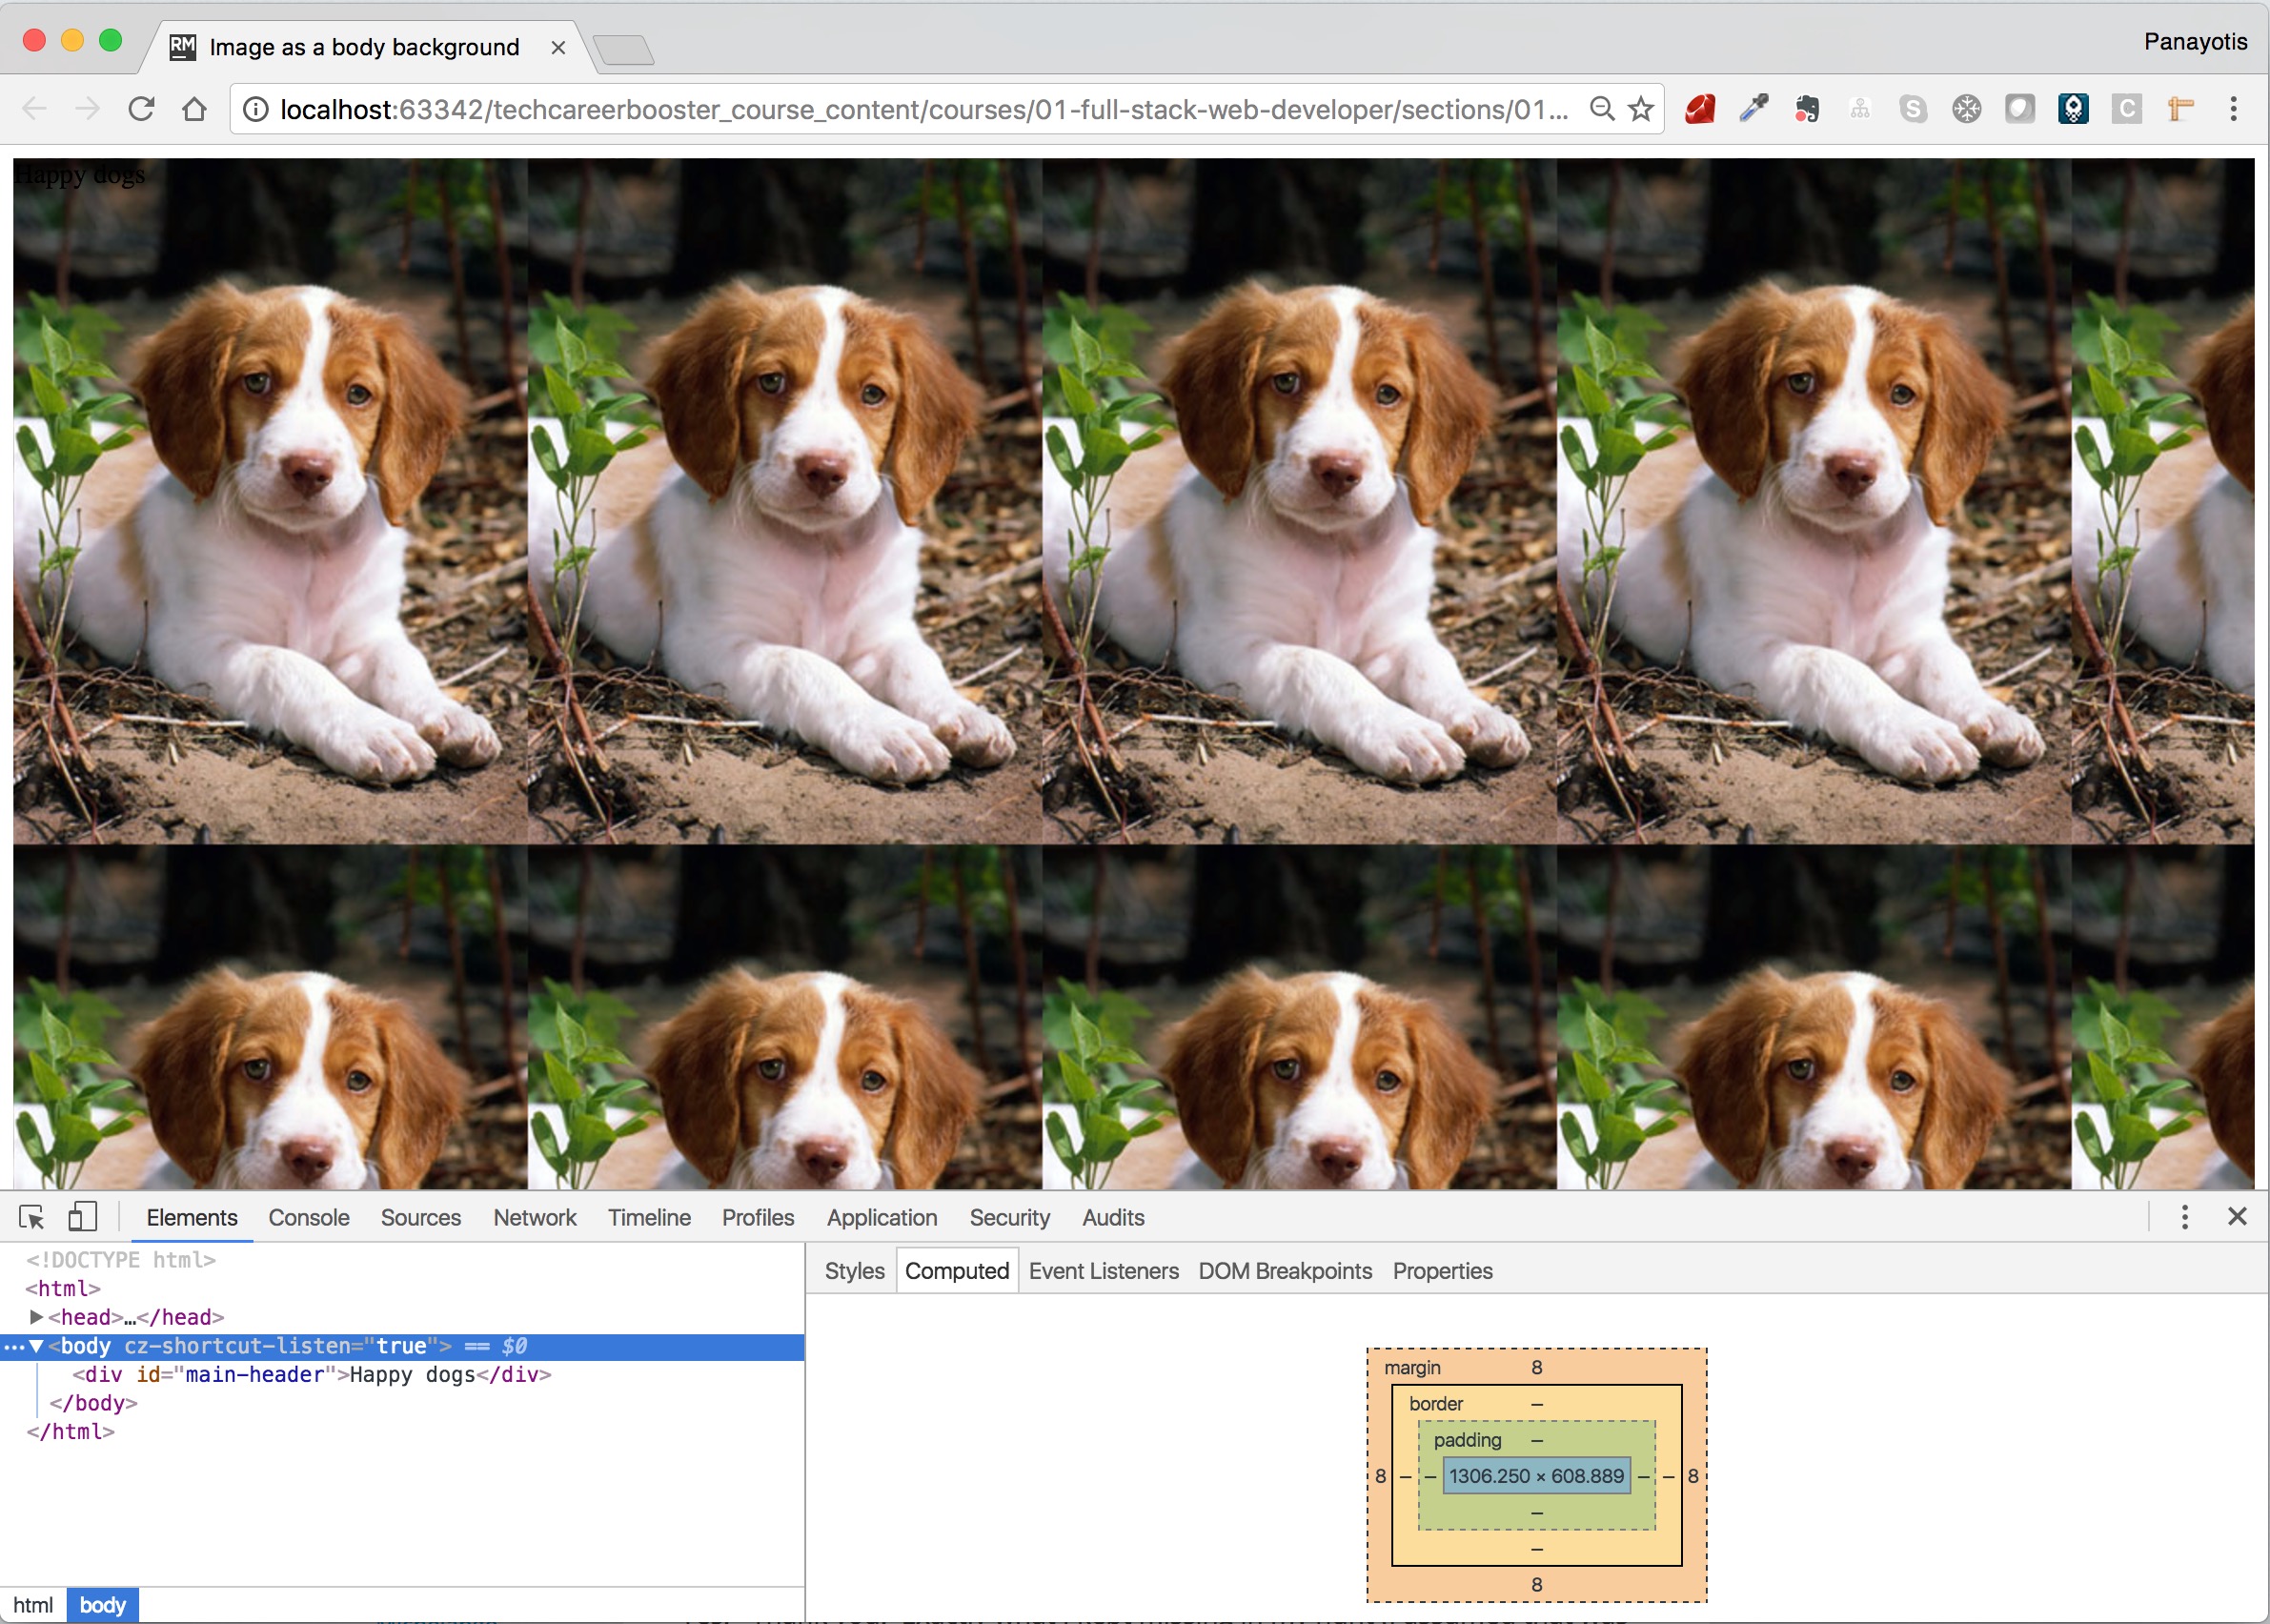 RM Image as a body background
Panayotis
localhost:63342/techcareerbooster_course_content/courses/01-full-stack-web-developer/sections/01...
S
C
Happy dogs
Elements Console Sources Network Timeline Profiles Application Security Audits
<!DOCTYPE html>
<html>
<head>…</head>
<body cz-shortcut-listen="true"> == $0
<div id="main-header">Happy dogs</div>
</body>
</html>
html body
Styles Computed Event Listeners DOM Breakpoints Properties
margin 8
border –
padding –
8 – – 1306.250 × 608.889 – – 8
–
–
8